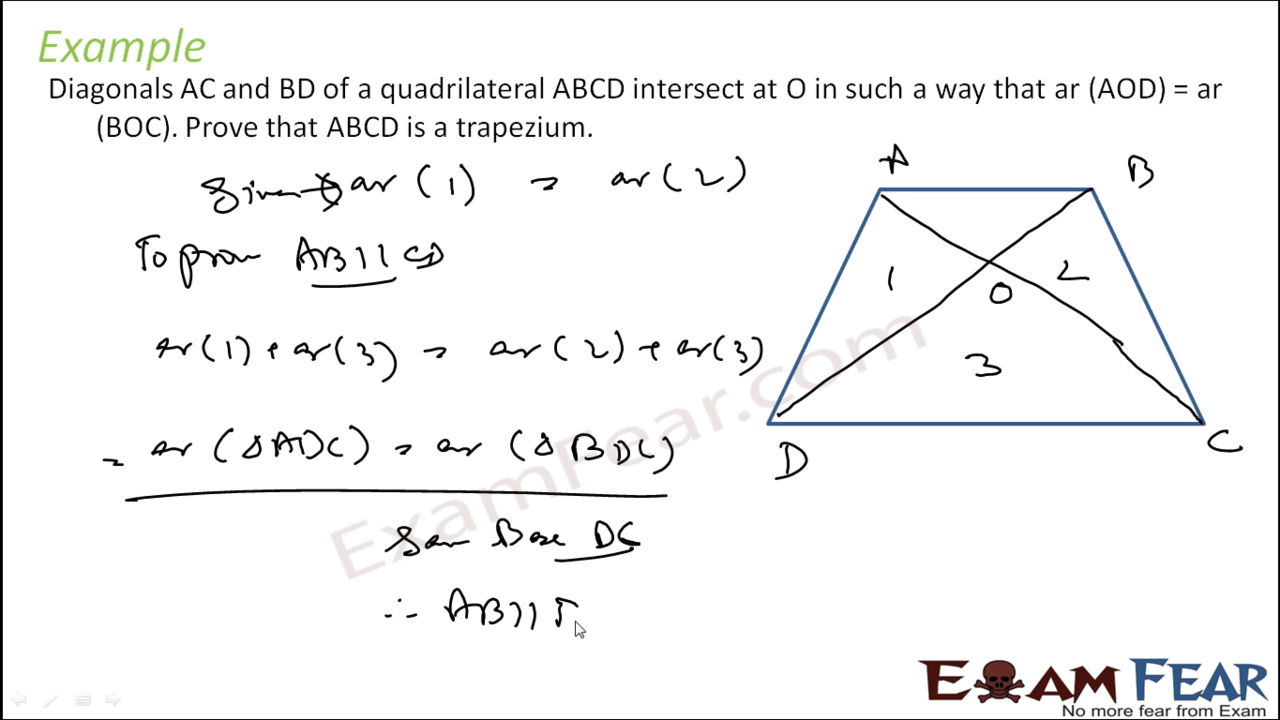 Example
Diagonals AC and BD of a quadrilateral ABCD intersect at O in such a way that ar (AOD) = ar
(BOC). Prove that ABCD is a trapezium.
Given → ar (1) = ar (2)
To prove AB || CD
ar (1) + ar (3) = ar (2) + ar (3)
= ar (Δ ADC) = ar (Δ BDC)
Same Base DC
∴ AB ||
A
B
1
2
O
3
D
C
ExamFear.com
EXAM FEAR
No more fear from Exam